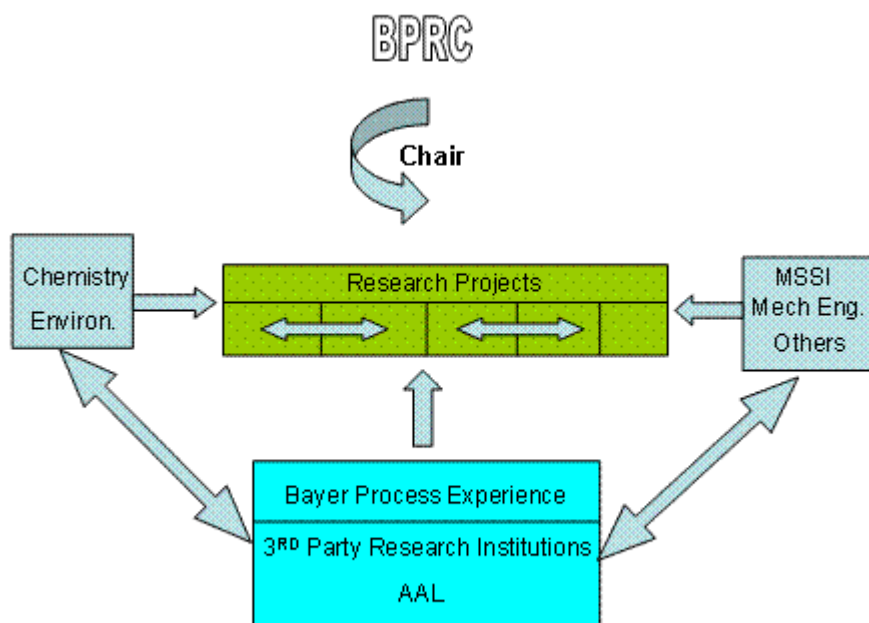 BPRC
Chair
Chemistry
Environ.
Research Projects
MSSI
Mech Eng.
Others
Bayer Process Experience
3RD Party Research Institutions
AAL